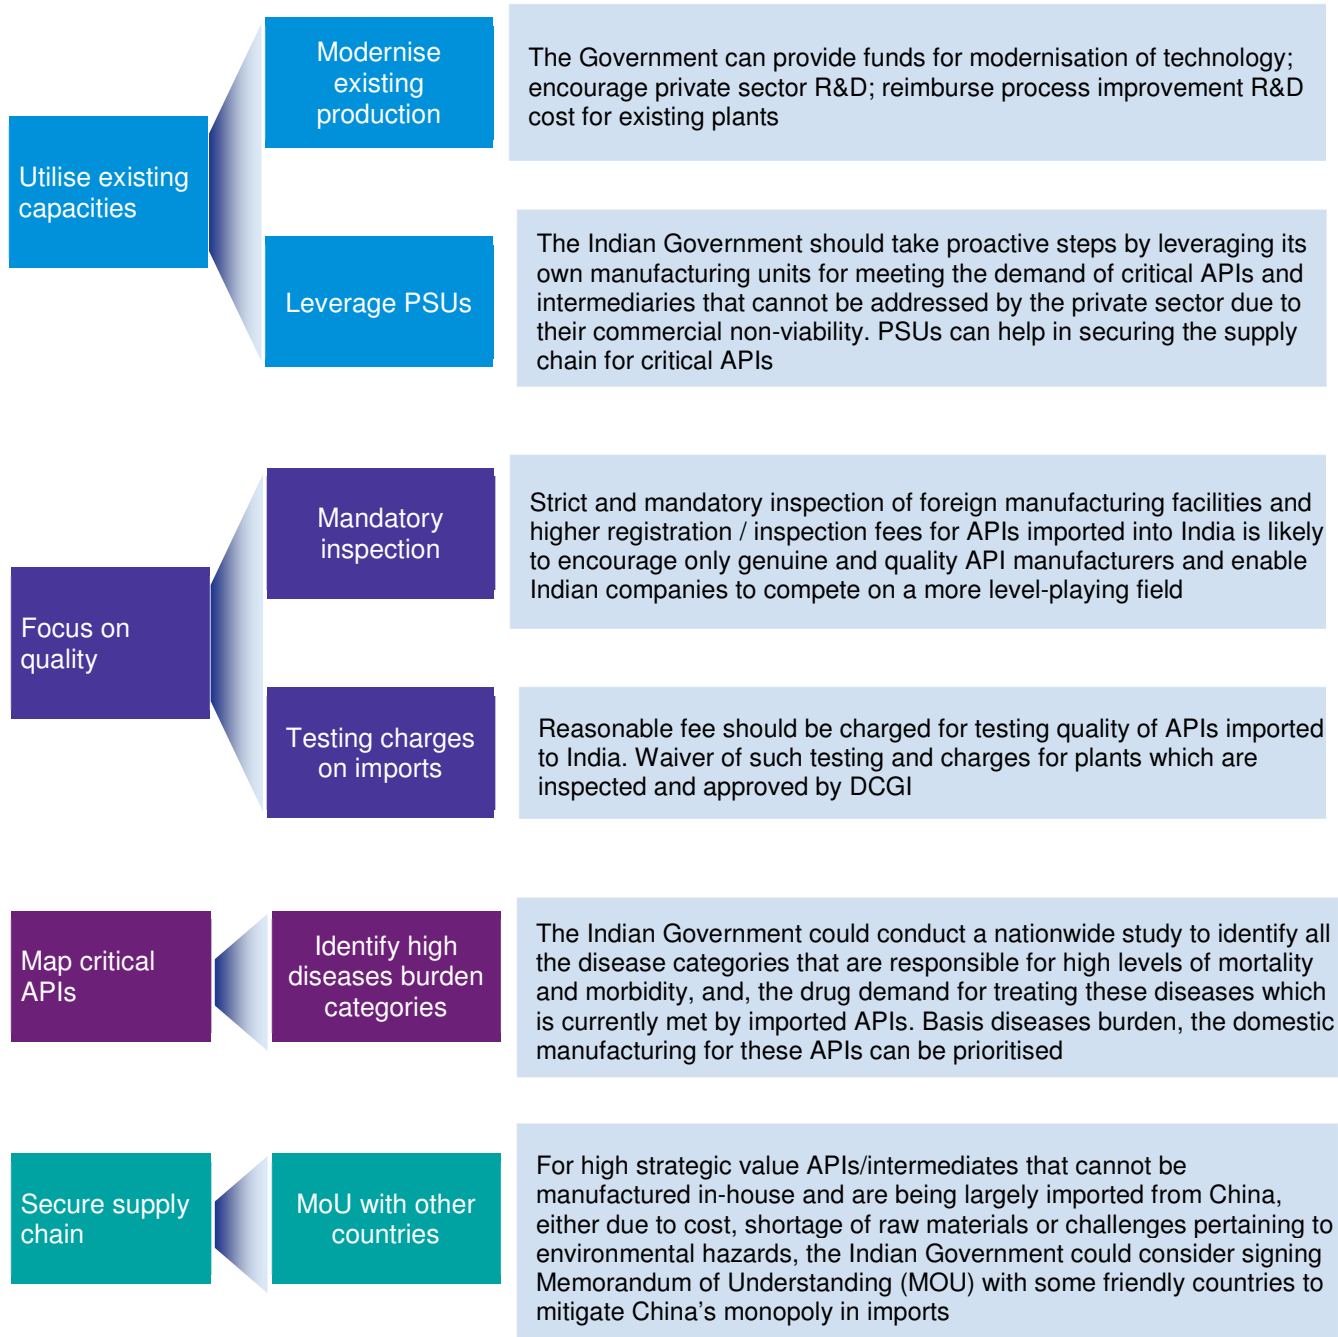 Utilise existing
capacities
Modernise
existing
production
The Government can provide funds for modernisation of technology;
encourage private sector R&D; reimburse process improvement R&D
cost for existing plants
Leverage PSUs
The Indian Government should take proactive steps by leveraging its
own manufacturing units for meeting the demand of critical APIs and
intermediaries that cannot be addressed by the private sector due to
their commercial non-viability. PSUs can help in securing the supply
chain for critical APIs
Focus on
quality
Mandatory
inspection
Strict and mandatory inspection of foreign manufacturing facilities and
higher registration / inspection fees for APIs imported into India is likely
to encourage only genuine and quality API manufacturers and enable
Indian companies to compete on a more level-playing field
Testing charges
on imports
Reasonable fee should be charged for testing quality of APIs imported
to India. Waiver of such testing and charges for plants which are
inspected and approved by DCGI
Map critical
APIs
Identify high
diseases burden
categories
The Indian Government could conduct a nationwide study to identify all
the disease categories that are responsible for high levels of mortality
and morbidity, and, the drug demand for treating these diseases which
is currently met by imported APIs. Basis diseases burden, the domestic
manufacturing for these APIs can be prioritised
Secure supply
chain
MoU with other
countries
For high strategic value APIs/intermediates that cannot be
manufactured in-house and are being largely imported from China,
either due to cost, shortage of raw materials or challenges pertaining to
environmental hazards, the Indian Government could consider signing
Memorandum of Understanding (MOU) with some friendly countries to
mitigate China's monopoly in imports